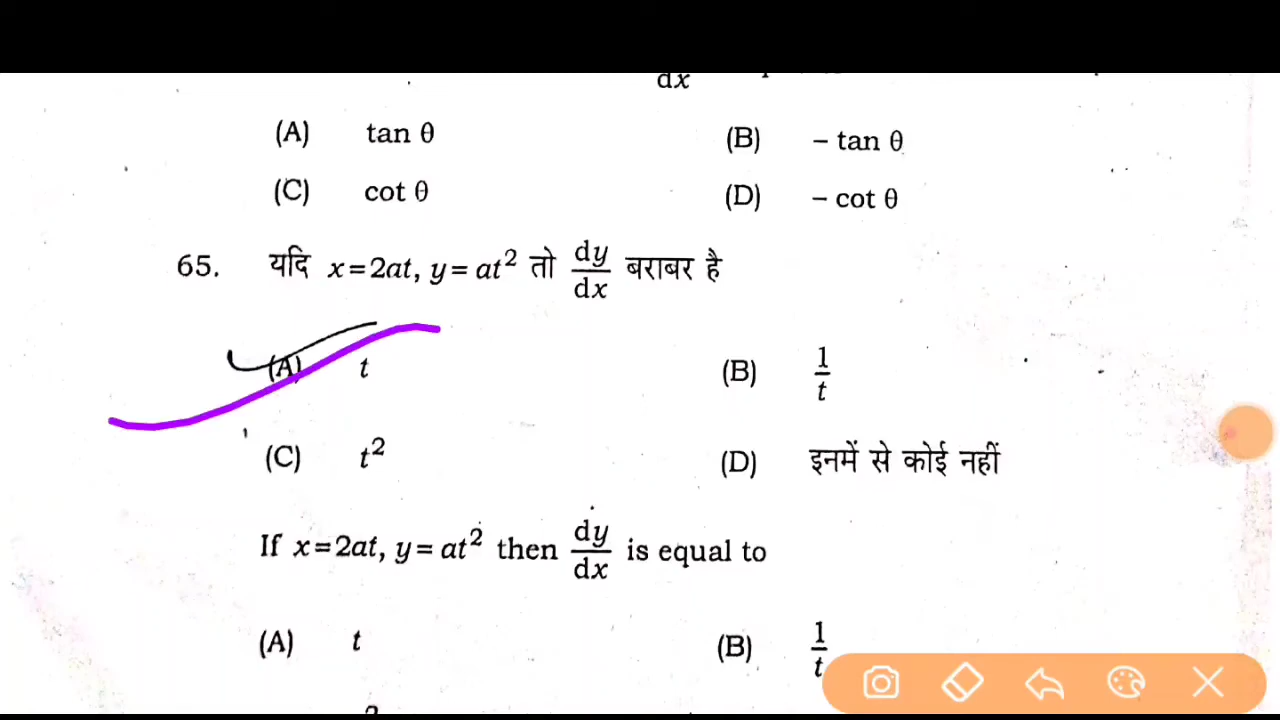 dx
(A) tan θ (B) – tan θ
(C) cot θ (D) – cot θ
65. यदि x=2at, y= at² तो dy/dx बराबर है
(A) t (B) 1/t
(C) t² (D) इनमें से कोई नहीं
If x=2at, y= at² then dy/dx is equal to
(A) t (B) 1/t